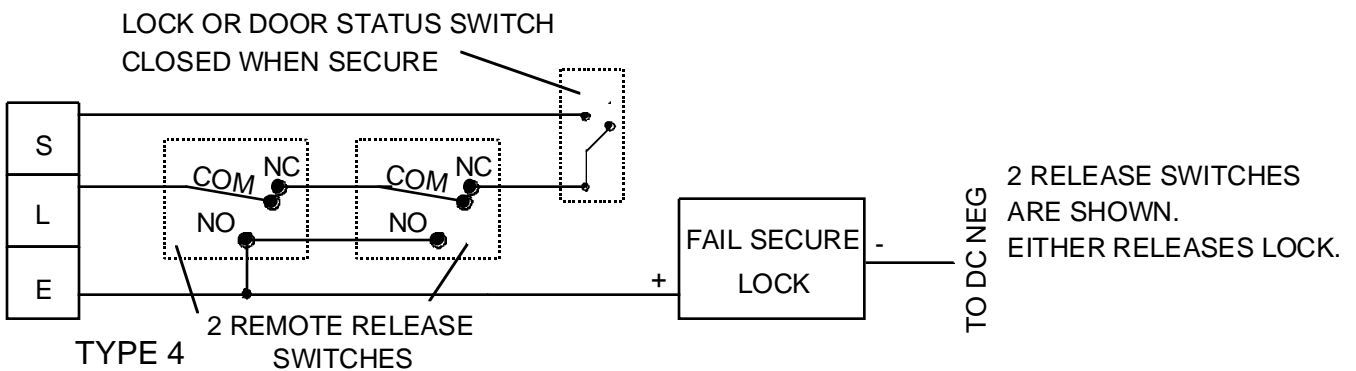 LOCK OR DOOR STATUS SWITCH
CLOSED WHEN SECURE
S
L
E
COM
NC
NO
COM
NC
NO
2 REMOTE RELEASE
SWITCHES
TYPE 4
+
FAIL SECURE
LOCK
-
TO DC NEG
2 RELEASE SWITCHES
ARE SHOWN.
EITHER RELEASES LOCK.